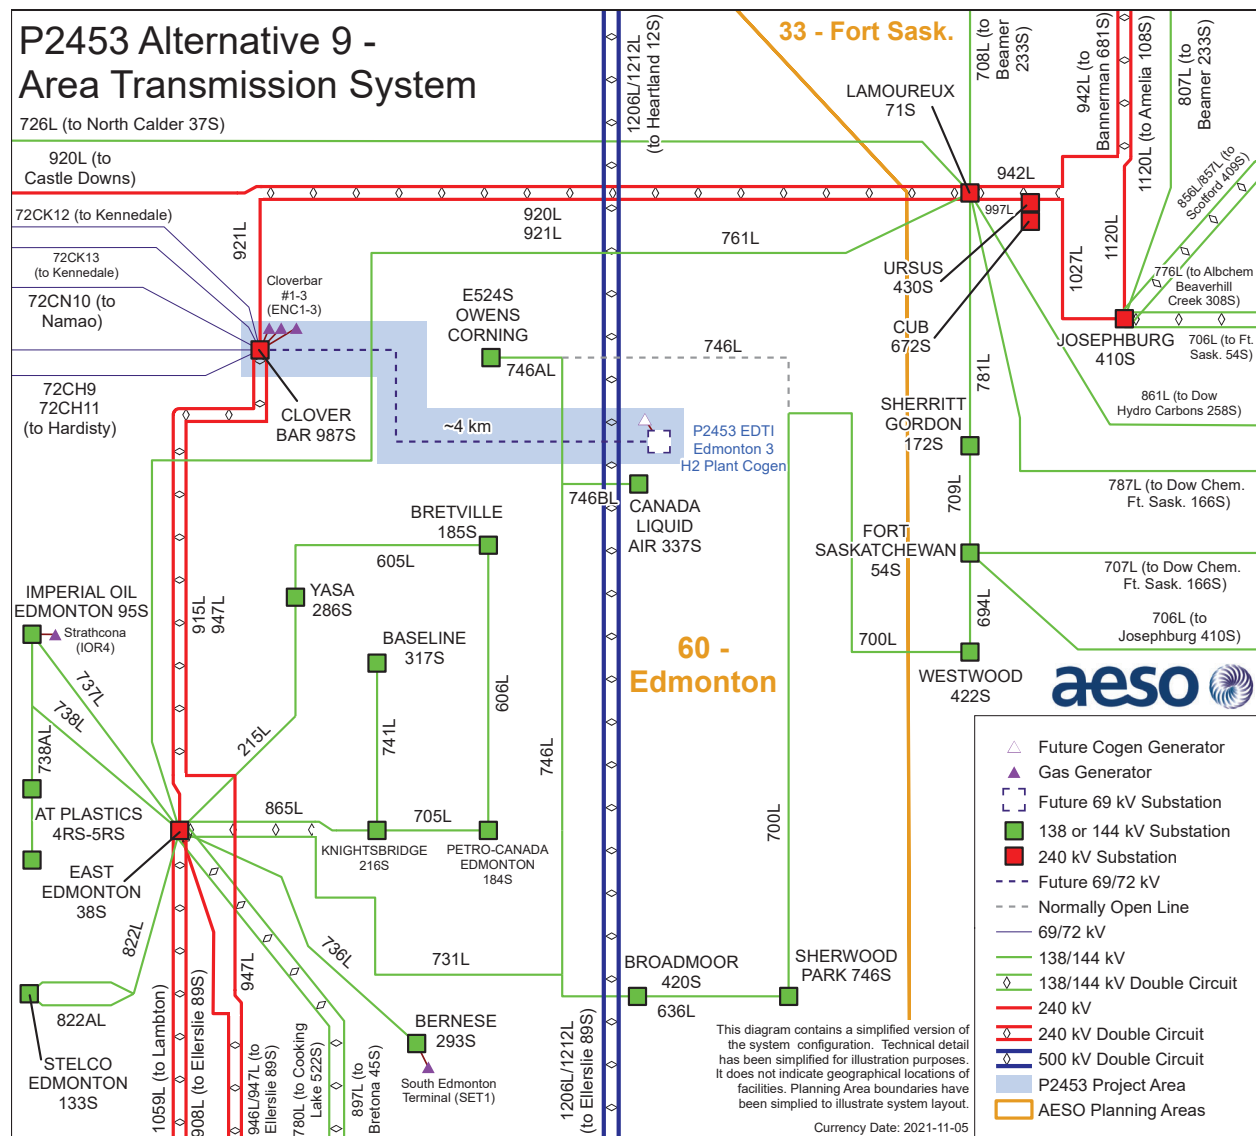 P2453 Alternative 9 -
Area Transmission System
33 - Fort Sask.
726L (to North Calder 37S)
920L (to
Castle Downs)
72CK12 (to Kennedale)
72CK13
(to Kennedale)
72CN10 (to
Namao)
72CH9
72CH11
(to Hardisty)
921L
Cloverbar
#1-3
(ENC1-3)
CLOVER
BAR 987S
920L
921L
E524S
OWENS
CORNING
746AL
~4 km
1206L/1212L
(to Heartland 12S)
761L
746L
P2453 EDTI
Edmonton 3
H2 Plant Cogen
746BL
CANADA
LIQUID
AIR 337S
LAMOUREUX
71S
708L (to
Beamer
233S)
942L (to
Bannerman 681S)
1120L (to Amelia 108S)
807L (to
Beamer 233S)
942L
997L
856L/857L (to
Scotford 409S)
URSUS
430S
CUB
672S
1027L
1120L
776L (to Albchem
Beaverhill
Creek 308S)
JOSEPHBURG
410S
706L (to Ft.
Sask. 54S)
781L
861L (to Dow
Hydro Carbons 258S)
SHERRITT
GORDON
172S
787L (to Dow Chem.
Ft. Sask. 166S)
709L
FORT
SASKATCHEWAN
54S
707L (to Dow Chem.
Ft. Sask. 166S)
694L
706L (to
Josephburg 410S)
700L
WESTWOOD
422S
BRETVILLE
185S
605L
YASA
286S
IMPERIAL OIL
EDMONTON 95S
Strathcona
(IOR4)
915L
947L
BASELINE
317S
60 -
Edmonton
737L
738L
738AL
215L
741L
606L
746L
700L
AT PLASTICS
4RS-5RS
865L
705L
KNIGHTSBRIDGE
216S
PETRO-CANADA
EDMONTON
184S
EAST
EDMONTON
38S
822L
947L
736L
731L
BROADMOOR
420S
636L
SHERWOOD
PARK 746S
822AL
STELCO
EDMONTON
133S
1059L (to Lambton)
908L (to Ellerslie 89S)
946L/947L (to
Ellerslie 89S)
780L (to Cooking
Lake 522S)
897L (to
Bretona 45S)
BERNESE
293S
South Edmonton
Terminal (SET1)
1206L/1212L
(to Ellerslie 89S)
This diagram contains a simplified version of
the system configuration. Technical detail
has been simplified for illustration purposes.
It does not indicate geographical locations of
facilities. Planning Area boundaries have
been simplied to illustrate system layout.
Currency Date: 2021-11-05
aeso
Future Cogen Generator
Gas Generator
Future 69 kV Substation
138 or 144 kV Substation
240 kV Substation
Future 69/72 kV
Normally Open Line
69/72 kV
138/144 kV
138/144 kV Double Circuit
240 kV
240 kV Double Circuit
500 kV Double Circuit
P2453 Project Area
AESO Planning Areas